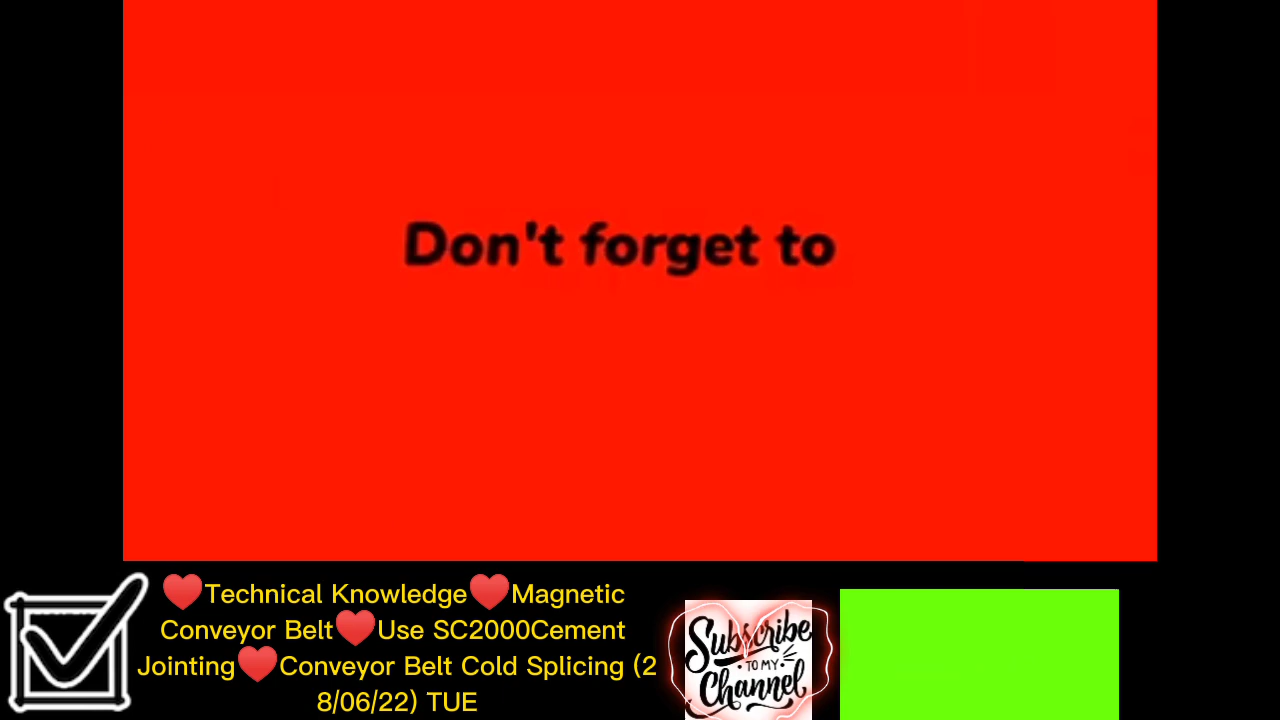 Don't forget to
❤️Technical Knowledge❤️Magnetic
Conveyor Belt❤️Use SC2000Cement
Jointing❤️Conveyor Belt Cold Splicing (2
8/06/22) TUE
Subscribe
TO MY
Channel